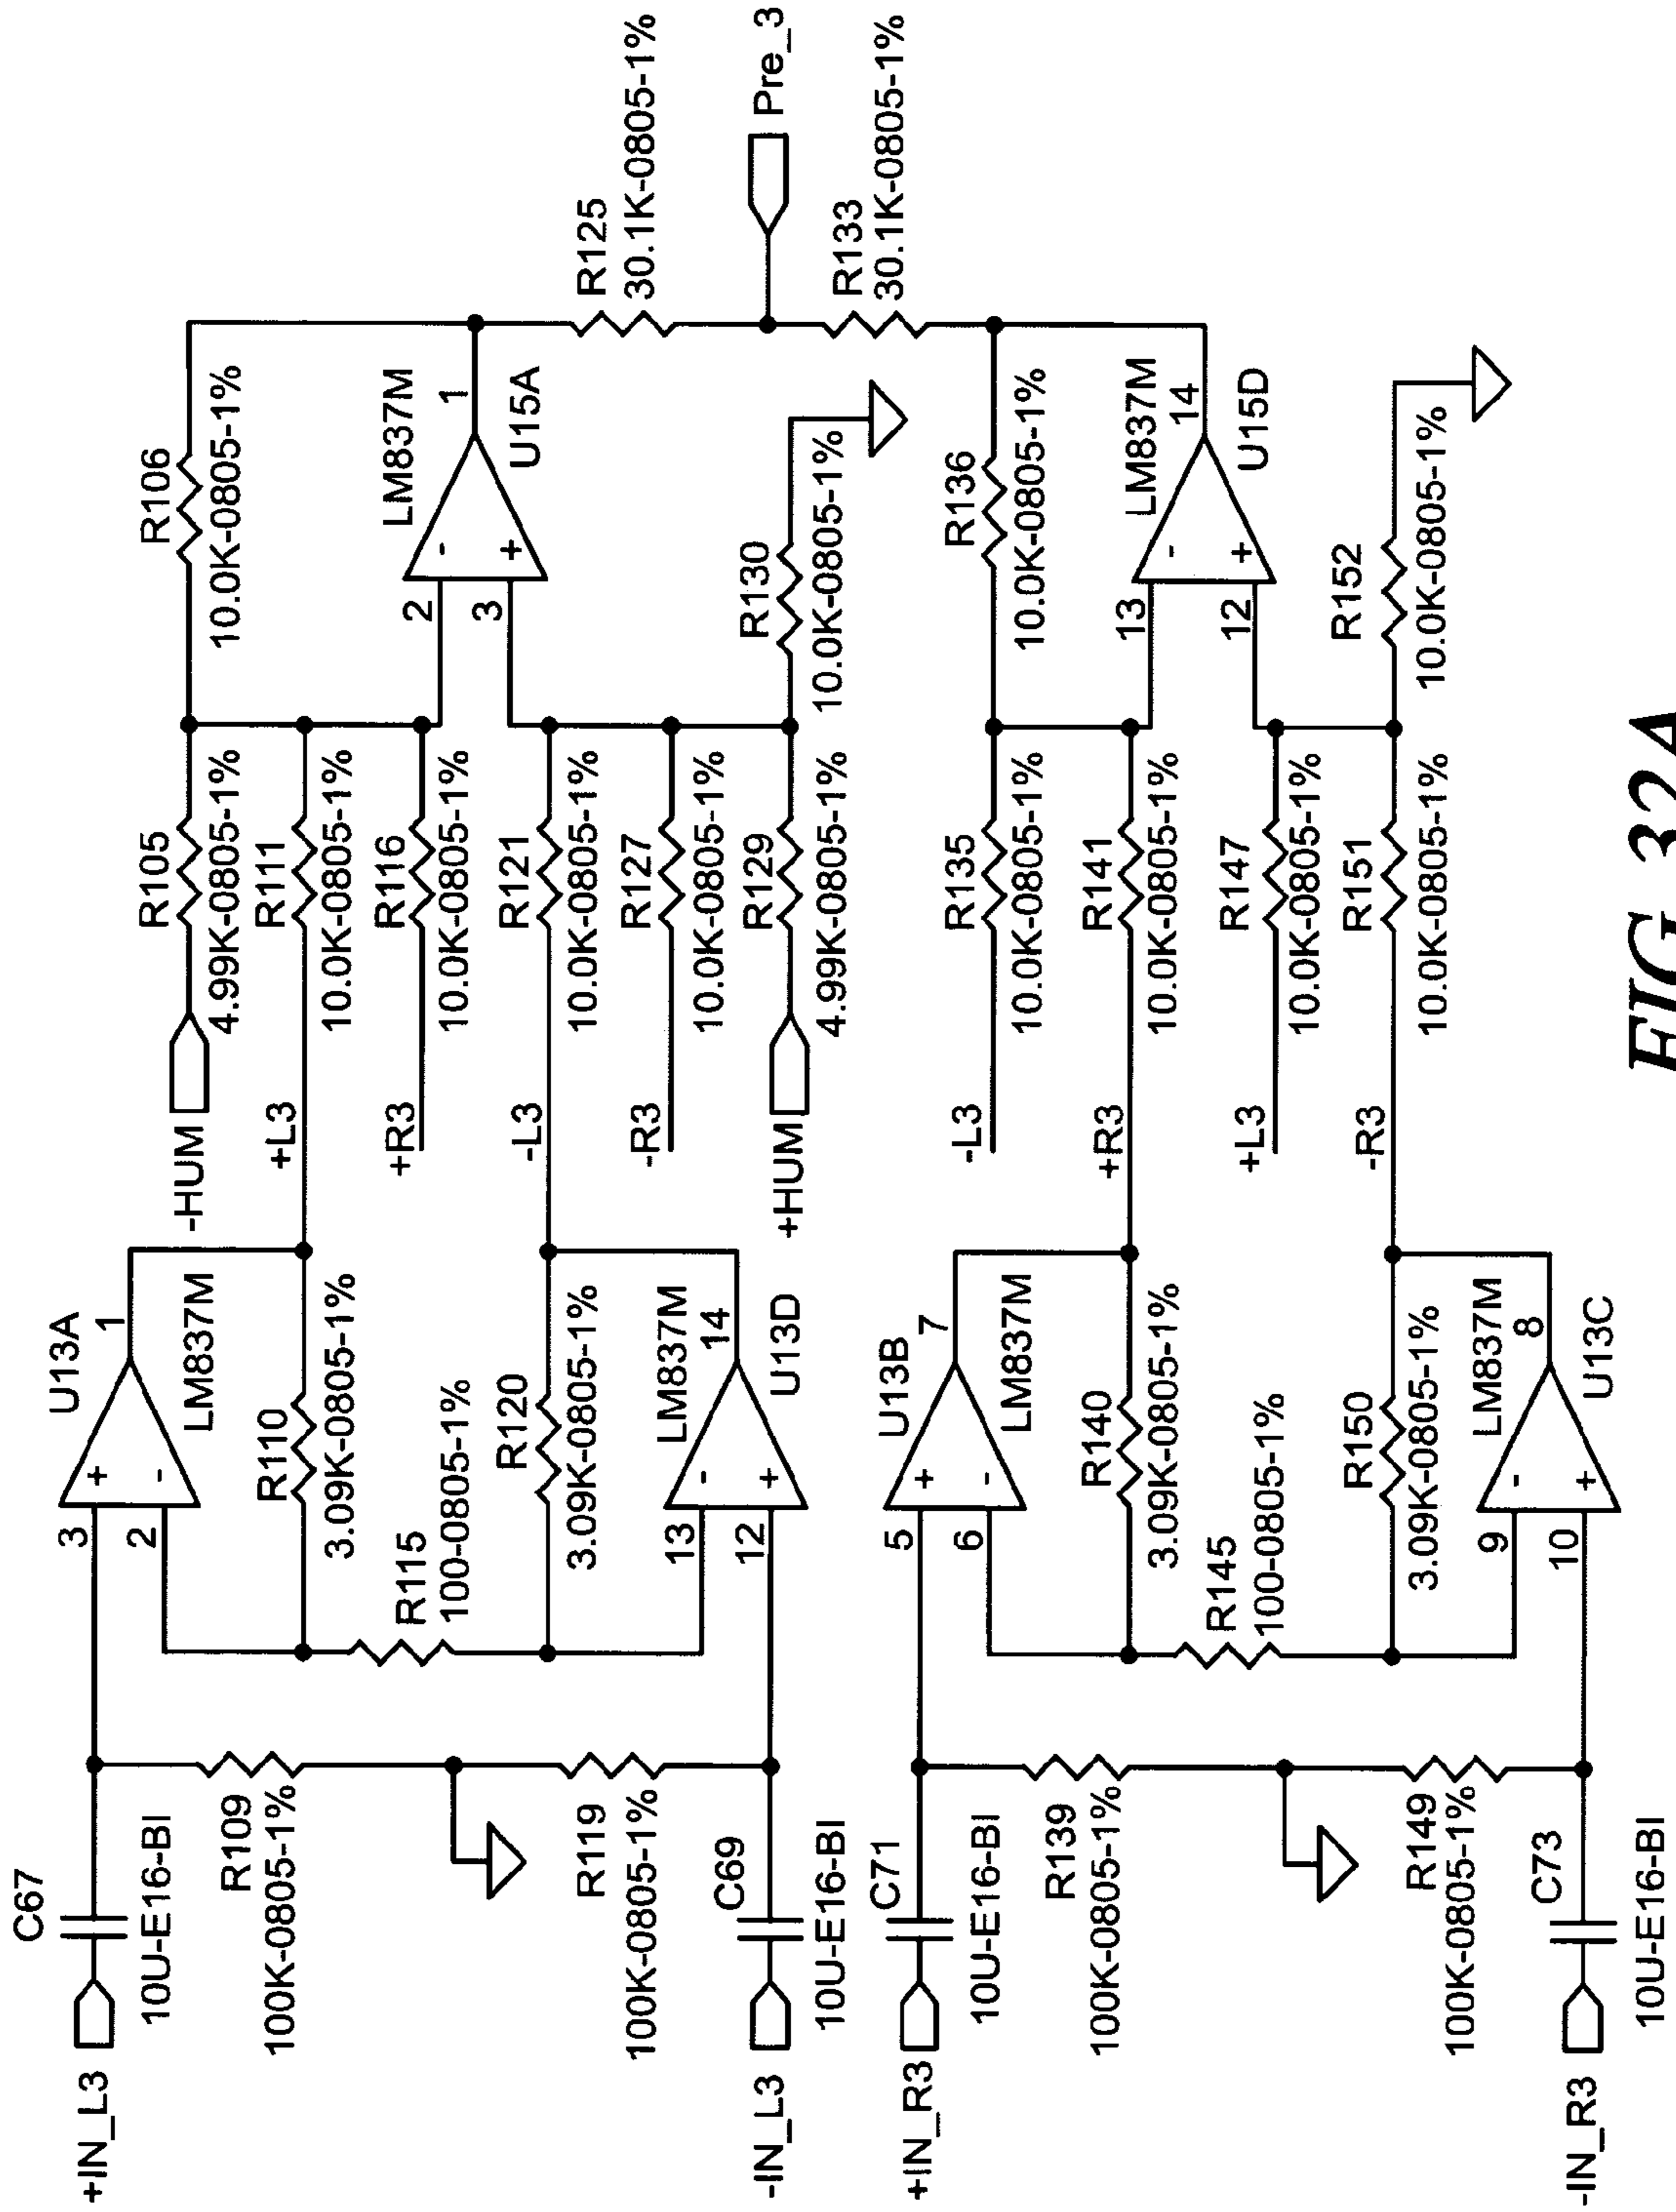 +IN_L3
C67
10U-E16-BI
R109
100K-0805-1%
R119
100K-0805-1%
-IN_L3
C69
10U-E16-BI
3
2
+
-
U13A
1
LM837M
R110
3.09K-0805-1%
R115
100-0805-1%
R120
3.09K-0805-1%
13
12
-
+
LM837M
14
U13D
-HUM
R105
4.99K-0805-1%
+L3
R111
10.0K-0805-1%
+R3
R116
10.0K-0805-1%
-L3
R121
10.0K-0805-1%
-R3
R127
10.0K-0805-1%
+HUM
R129
4.99K-0805-1%
R106
10.0K-0805-1%
2
3
-
+
LM837M
1
U15A
R130
10.0K-0805-1%
R125
30.1K-0805-1%
Pre_3
R133
30.1K-0805-1%
+IN_R3
C71
10U-E16-BI
R139
100K-0805-1%
R149
100K-0805-1%
-IN_R3
C73
10U-E16-BI
5
6
+
-
U13B
7
LM837M
R140
3.09K-0805-1%
R145
100-0805-1%
R150
3.09K-0805-1%
9
10
-
+
LM837M
8
U13C
-L3
R135
10.0K-0805-1%
+R3
R141
10.0K-0805-1%
+L3
R147
10.0K-0805-1%
-R3
R151
10.0K-0805-1%
R136
10.0K-0805-1%
13
12
-
+
LM837M
14
U15D
R152
10.0K-0805-1%
FIG. 32A